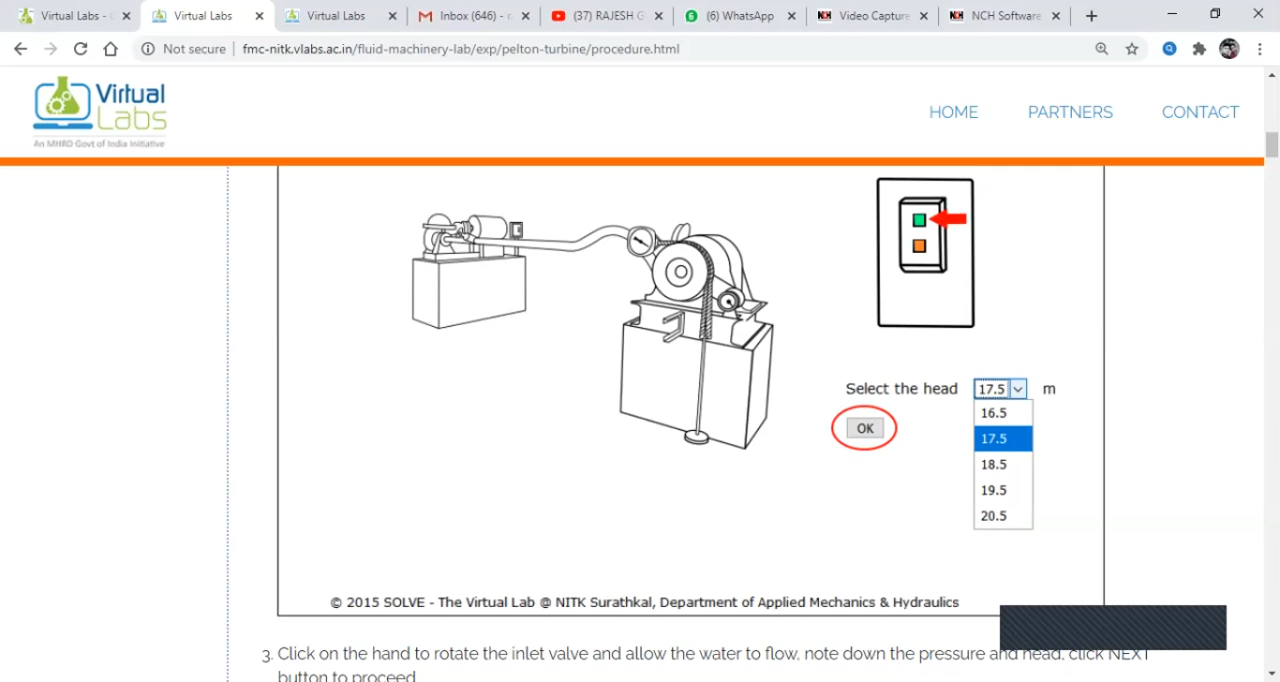 Virtual Labs -
Virtual Labs
Virtual Labs
Inbox (646) -
(37) RAJESH G
6 (6) WhatsApp
NCH Video Capture
NCH NCH Software
Not secure
fmc-nitk.vlabs.ac.in/fluid-machinery-lab/exp/pelton-turbine/procedure.html
Virtual
Labs
An MHRD Govt of India Initiative
HOME
PARTNERS
CONTACT
Select the head 17.5 m
OK
16.5
17.5
18.5
19.5
20.5
© 2015 SOLVE - The Virtual Lab @ NITK Surathkal, Department of Applied Mechanics & Hydraulics
3. Click on the hand to rotate the inlet valve and allow the water to flow, note down the pressure and head, click NEXT
button to proceed